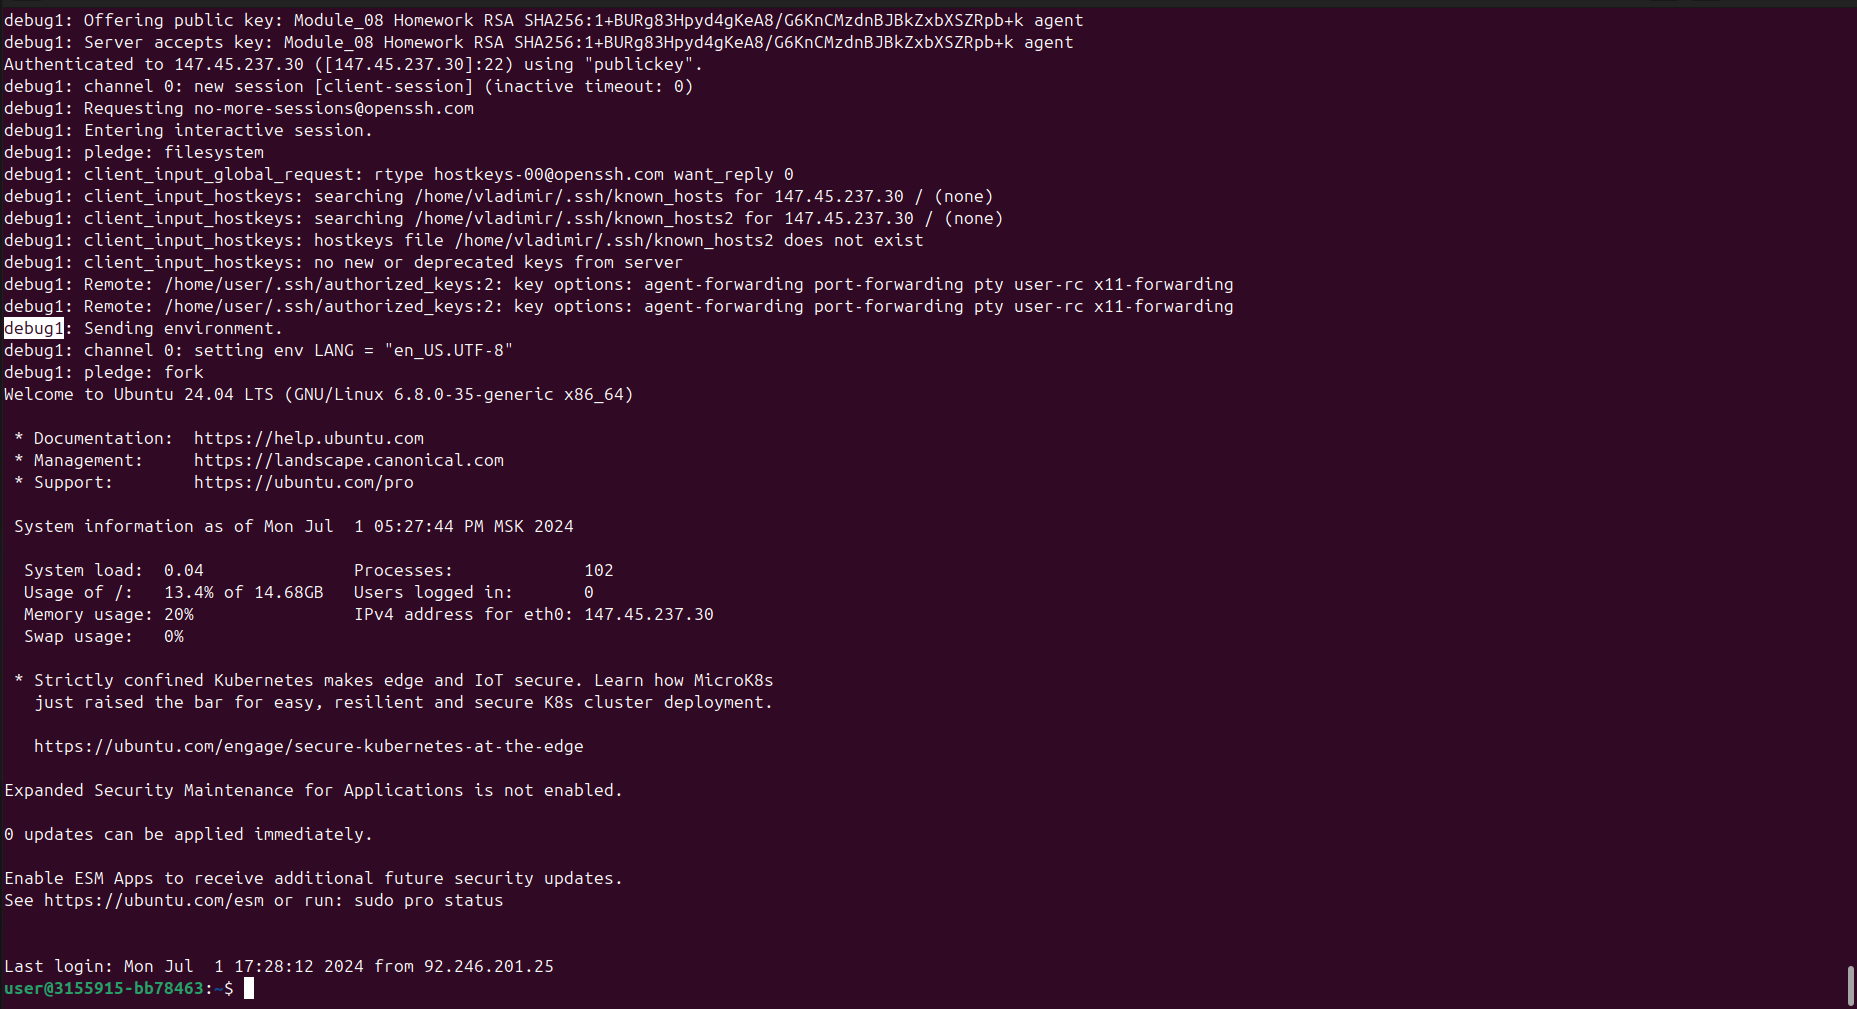 debug1: Offering public key: Module_08 Homework RSA SHA256:1+BURg83Hpyd4gKeA8/G6KnCMzdnBJBkZxbXSZRpb+k agent
debug1: Server accepts key: Module_08 Homework RSA SHA256:1+BURg83Hpyd4gKeA8/G6KnCMzdnBJBkZxbXSZRpb+k agent
Authenticated to 147.45.237.30 ([147.45.237.30]:22) using "publickey".
debug1: channel 0: new session [client-session] (inactive timeout: 0)
debug1: Requesting no-more-sessions@openssh.com
debug1: Entering interactive session.
debug1: pledge: filesystem
debug1: client_input_global_request: rtype hostkeys-00@openssh.com want_reply 0
debug1: client_input_hostkeys: searching /home/vladimir/.ssh/known_hosts for 147.45.237.30 / (none)
debug1: client_input_hostkeys: searching /home/vladimir/.ssh/known_hosts2 for 147.45.237.30 / (none)
debug1: client_input_hostkeys: hostkeys file /home/vladimir/.ssh/known_hosts2 does not exist
debug1: client_input_hostkeys: no new or deprecated keys from server
debug1: Remote: /home/user/.ssh/authorized_keys:2: key options: agent-forwarding port-forwarding pty user-rc x11-forwarding
debug1: Remote: /home/user/.ssh/authorized_keys:2: key options: agent-forwarding port-forwarding pty user-rc x11-forwarding
debug1: Sending environment.
debug1: channel 0: setting env LANG = "en_US.UTF-8"
debug1: pledge: fork
Welcome to Ubuntu 24.04 LTS (GNU/Linux 6.8.0-35-generic x86_64)
* Documentation:  https://help.ubuntu.com
* Management:     https://landscape.canonical.com
* Support:        https://ubuntu.com/pro
System information as of Mon Jul  1 05:27:44 PM MSK 2024
System load:  0.04               Processes:             102
Usage of /:   13.4% of 14.68GB   Users logged in:       0
Memory usage: 20%                IPv4 address for eth0: 147.45.237.30
Swap usage:   0%
* Strictly confined Kubernetes makes edge and IoT secure. Learn how MicroK8s
just raised the bar for easy, resilient and secure K8s cluster deployment.
https://ubuntu.com/engage/secure-kubernetes-at-the-edge
Expanded Security Maintenance for Applications is not enabled.
0 updates can be applied immediately.
Enable ESM Apps to receive additional future security updates.
See https://ubuntu.com/esm or run: sudo pro status
Last login: Mon Jul  1 17:28:12 2024 from 92.246.201.25
user@3155915-bb78463:~$